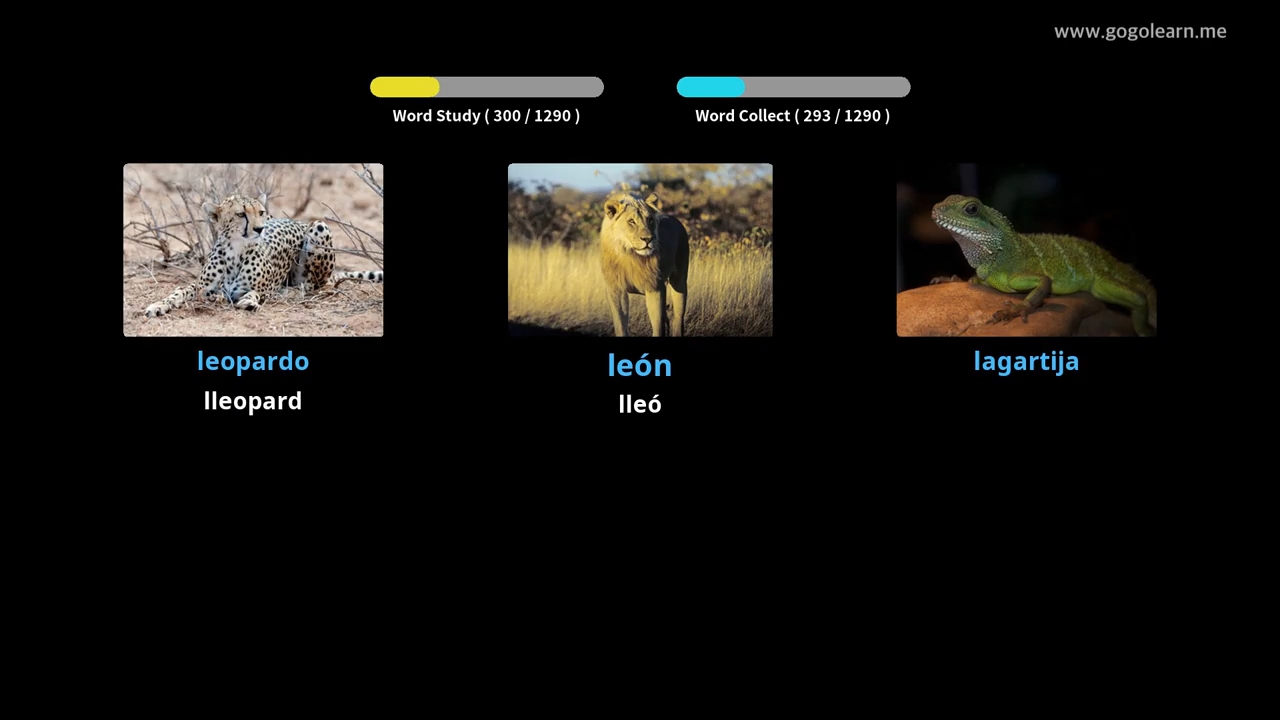 www.gogolearn.me
Word Study ( 300 / 1290 )
Word Collect ( 293 / 1290 )
leopardo
lleopard
león
lleó
lagartija